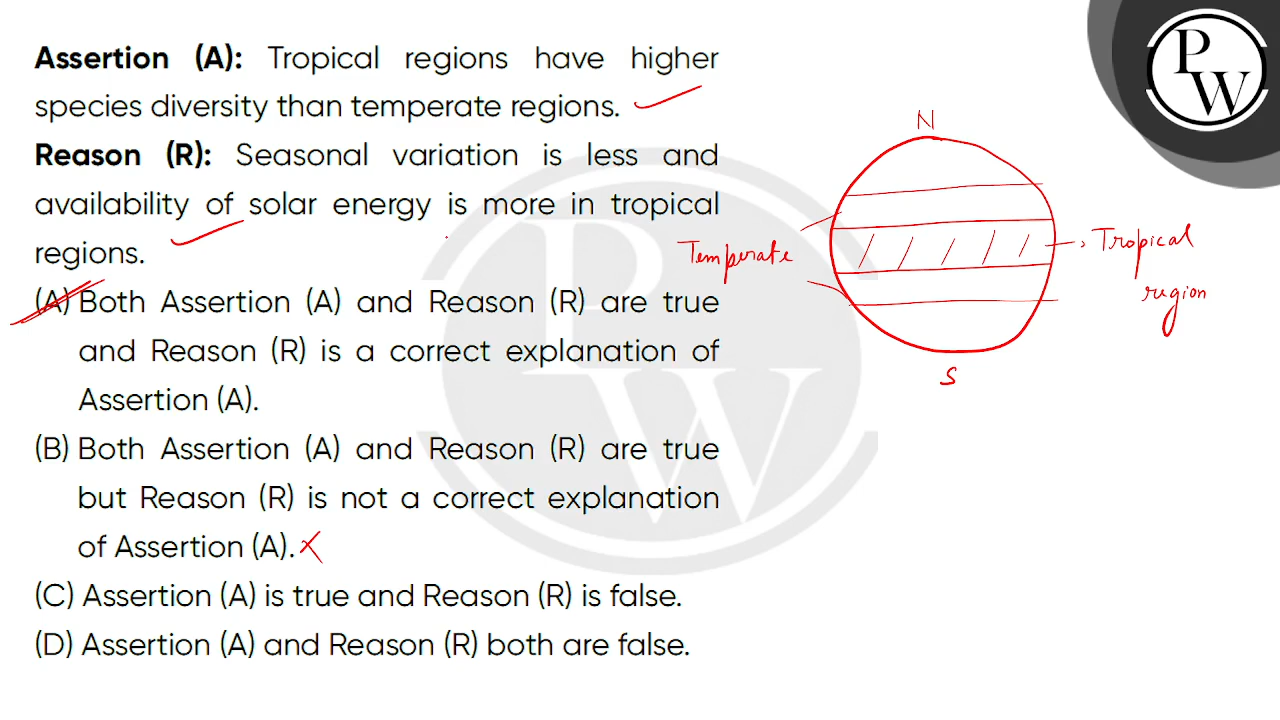 Assertion (A): Tropical regions have higher
species diversity than temperate regions.
Reason (R): Seasonal variation is less and
availability of solar energy is more in tropical
regions.
(A) Both Assertion (A) and Reason (R) are true
and Reason (R) is a correct explanation of
Assertion (A).
(B) Both Assertion (A) and Reason (R) are true
but Reason (R) is not a correct explanation
of Assertion (A).
(C) Assertion (A) is true and Reason (R) is false.
(D) Assertion (A) and Reason (R) both are false.
PW
N
Temperate
Tropical
region
S
PW